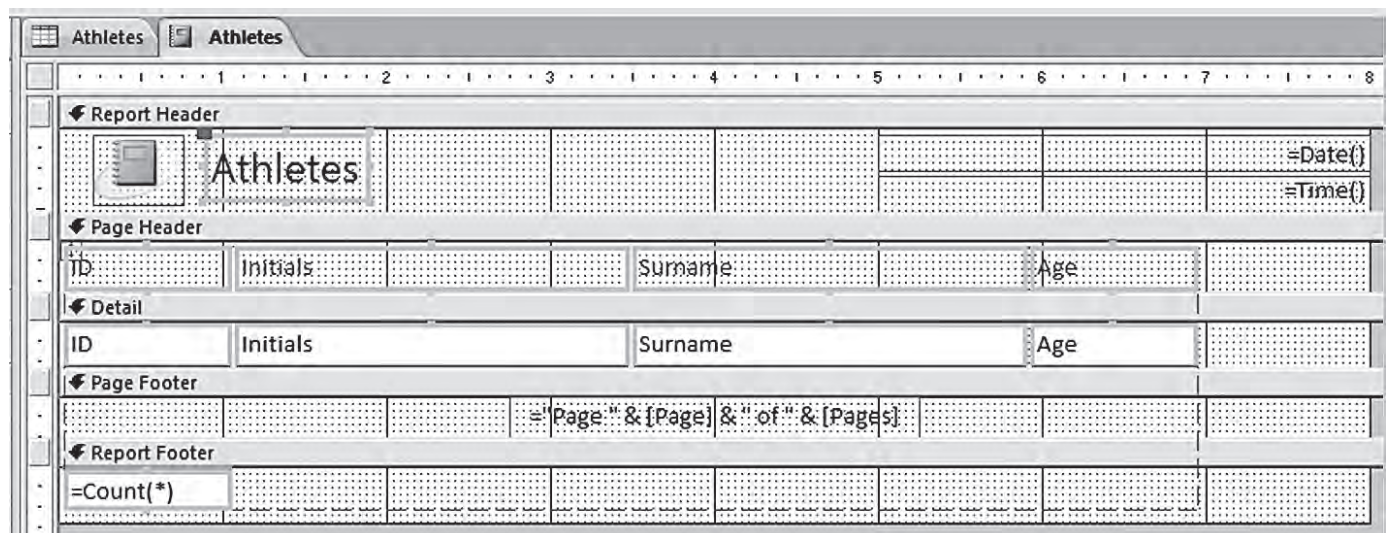 Athletes Athletes
1 2 3 4 5 6 7 8
Report Header
Athletes
=Date()
=Time()
Page Header
ID Initials Surname Age
Detail
ID Initials Surname Age
Page Footer
="Page " & [Page] & " of " & [Pages]
Report Footer
=Count(*)